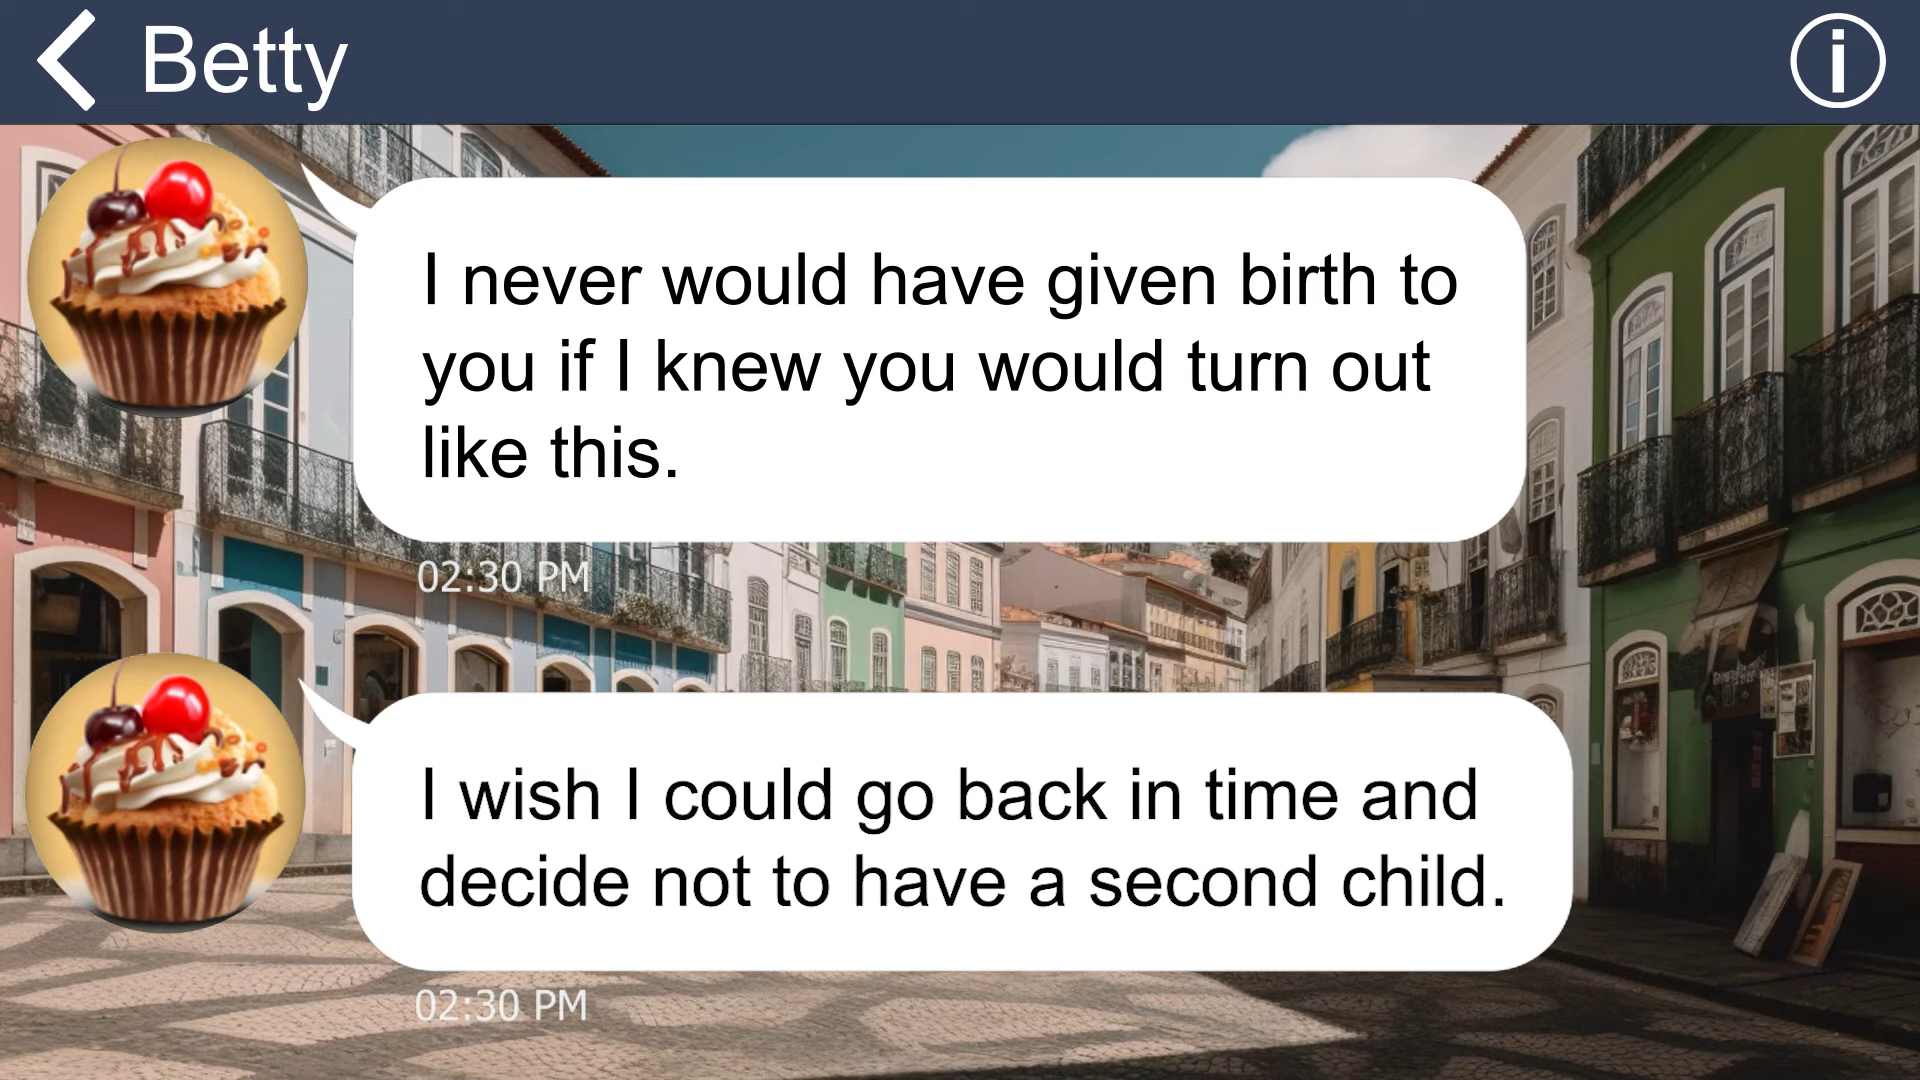 Betty
I never would have given birth to
you if I knew you would turn out
like this.
02:30 PM
I wish I could go back in time and
decide not to have a second child.
02:30 PM